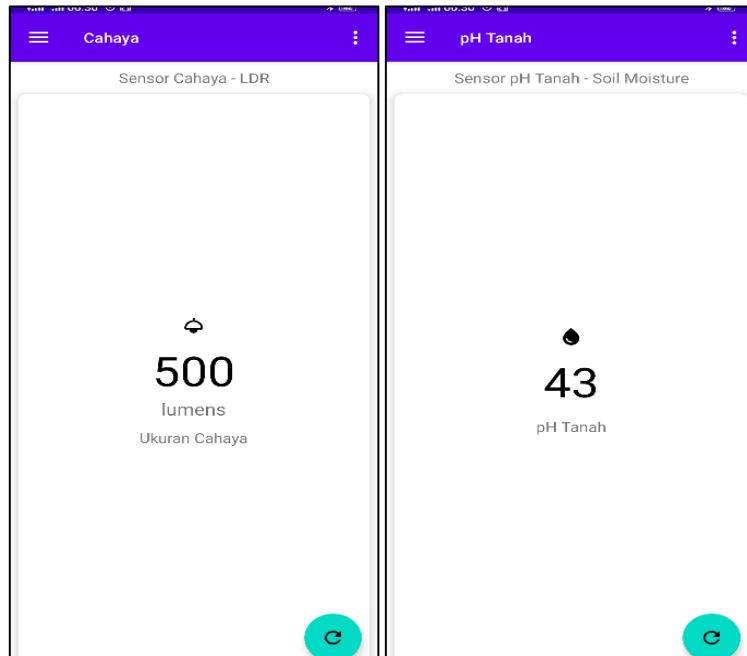 Cahaya
Sensor Cahaya - LDR
500
lumens
Ukuran Cahaya
pH Tanah
Sensor pH Tanah - Soil Moisture
43
pH Tanah